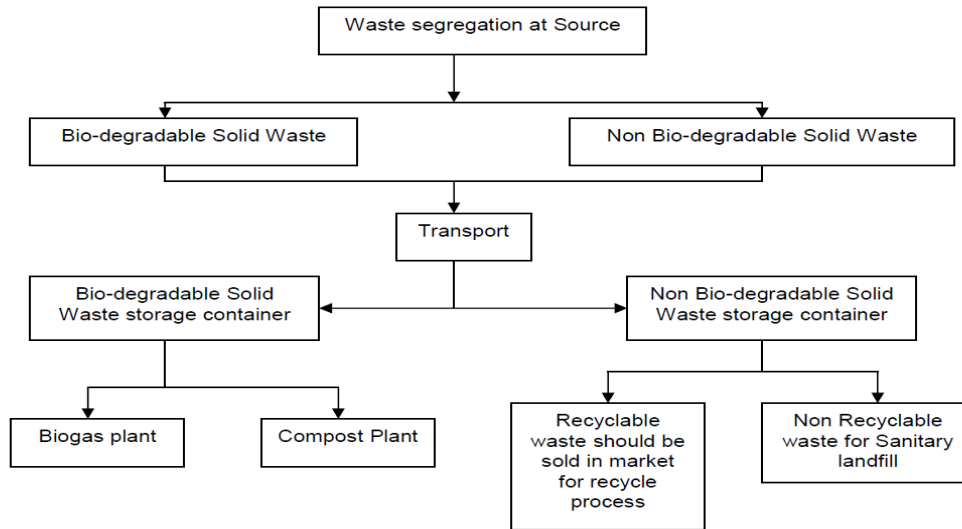 Waste segregation at Source
Bio-degradable Solid Waste
Non Bio-degradable Solid Waste
Transport
Bio-degradable Solid
Waste storage container
Non Bio-degradable Solid
Waste storage container
Biogas plant
Compost Plant
Recyclable
waste should be
sold in market
for recycle
process
Non Recyclable
waste for Sanitary
landfill